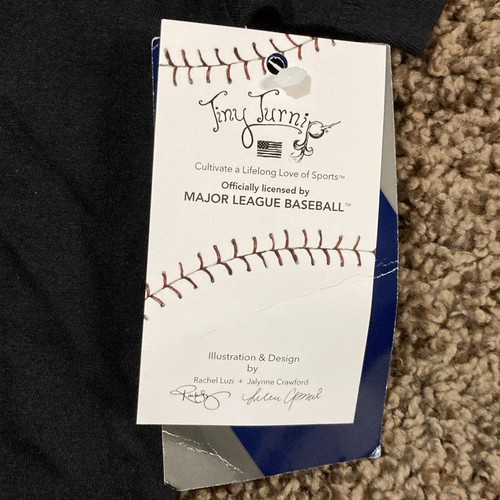 Tiny Turnip
Cultivate a Lifelong Love of Sports™
Officially licensed by
MAJOR LEAGUE BASEBALL™
Illustration & Design
by
Rachel Luzi + Jalynne Crawford